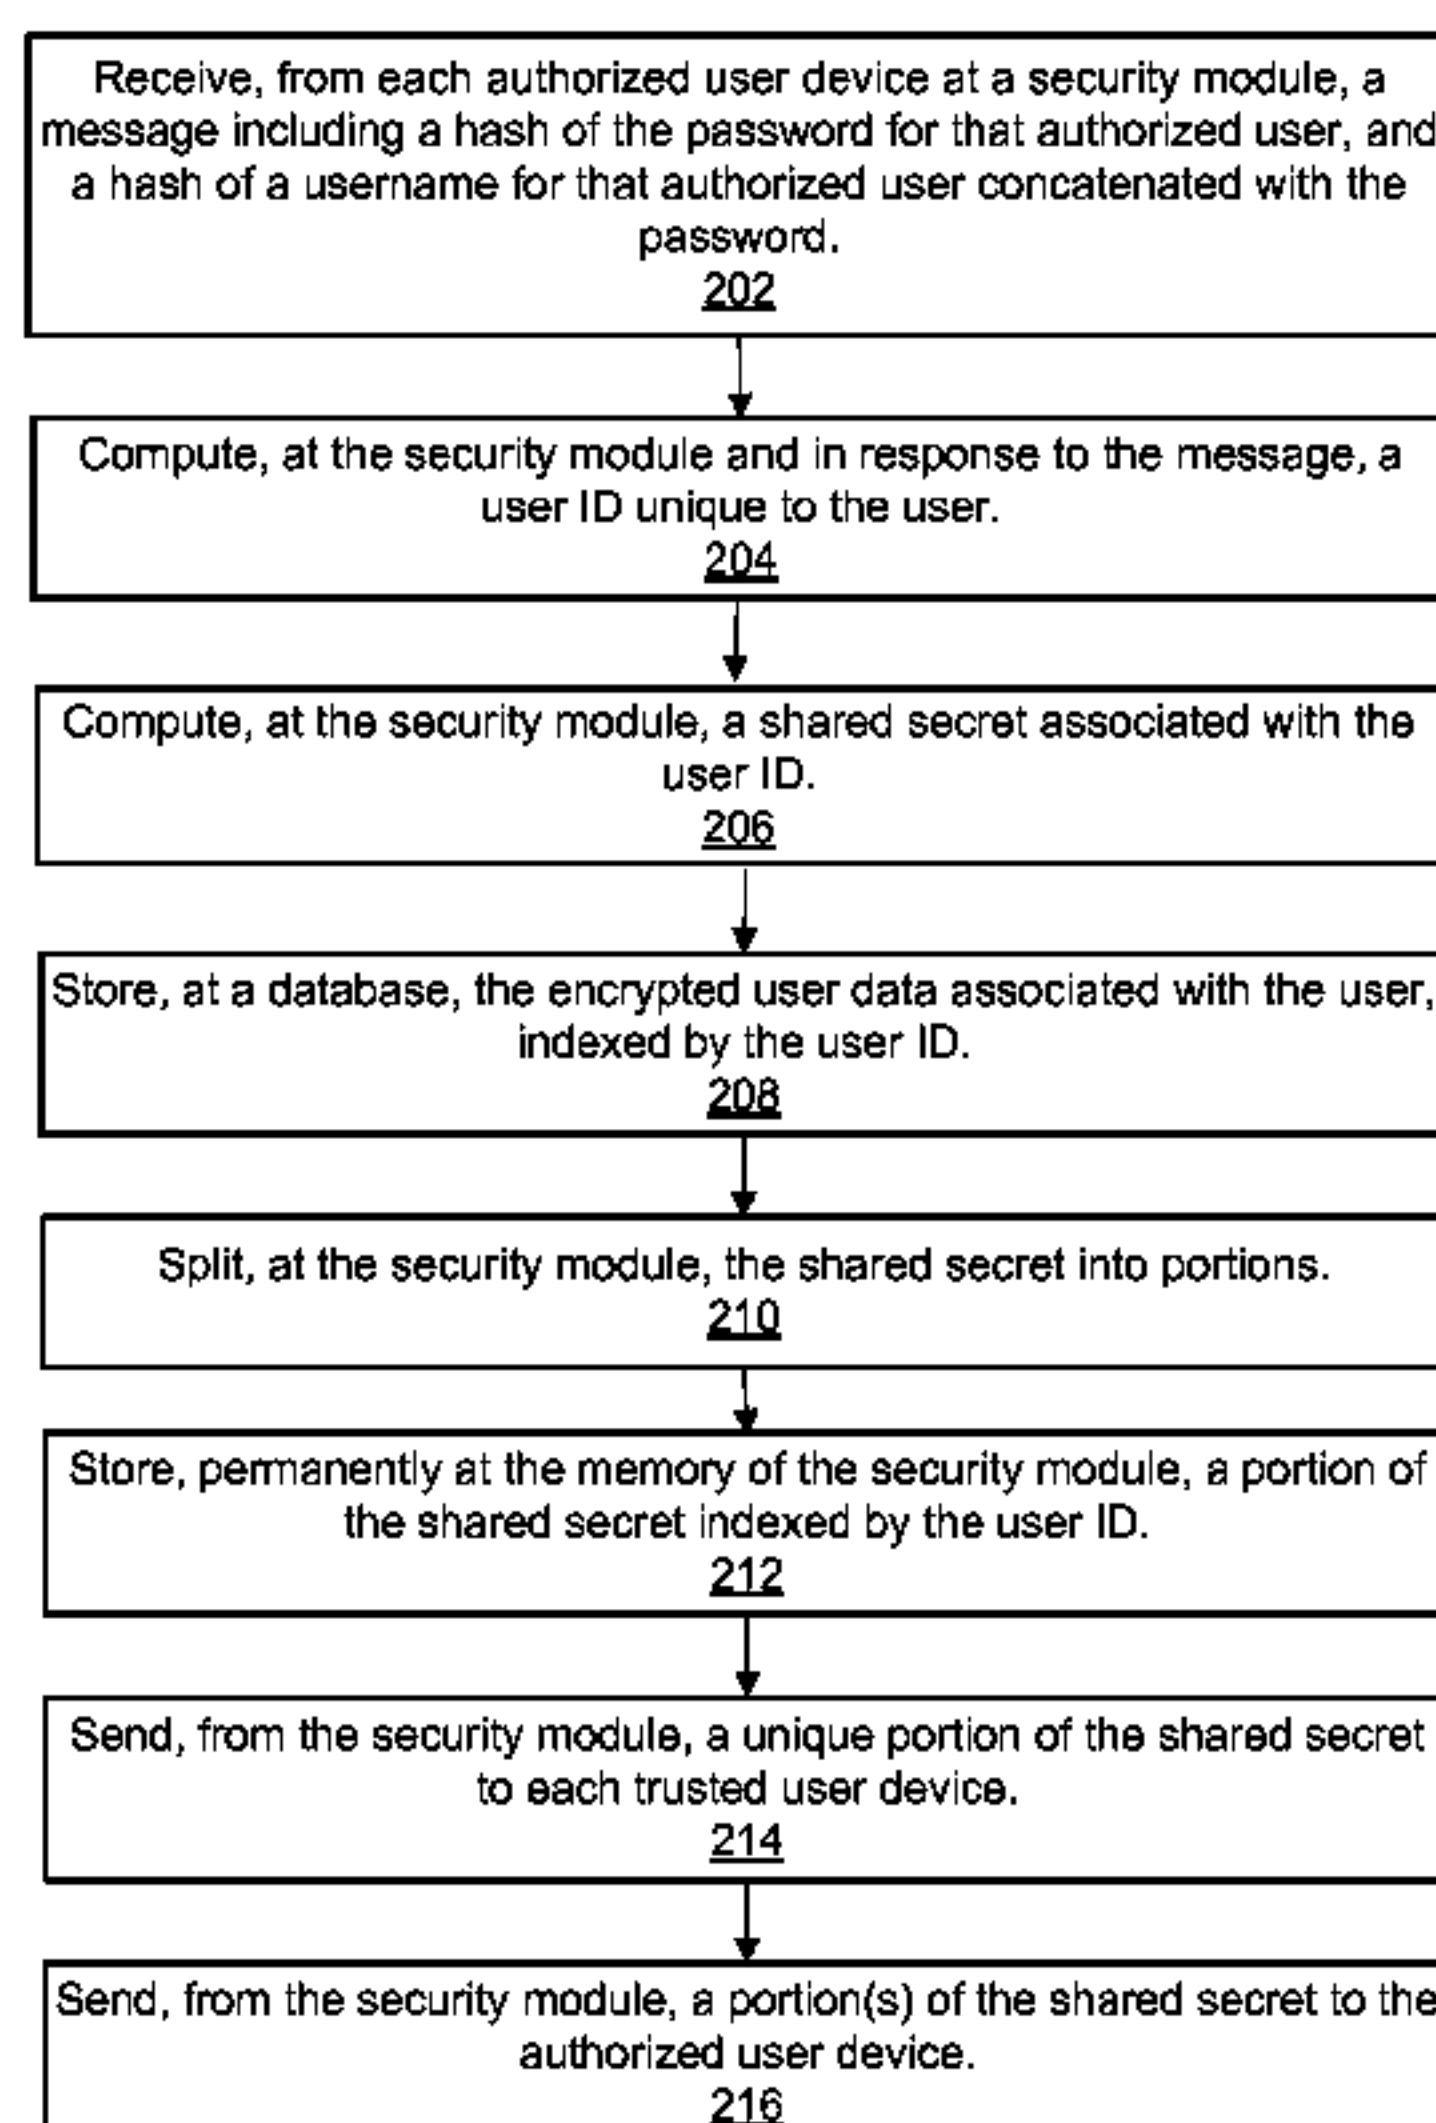 Receive, from each authorized user device at a security module, a
message including a hash of the password for that authorized user, and
a hash of a username for that authorized user concatenated with the
password.
202
Compute, at the security module and in response to the message, a
user ID unique to the user.
204
Compute, at the security module, a shared secret associated with the
user ID.
206
Store, at a database, the encrypted user data associated with the user,
indexed by the user ID.
208
Split, at the security module, the shared secret into portions.
210
Store, permanently at the memory of the security module, a portion of
the shared secret indexed by the user ID.
212
Send, from the security module, a unique portion of the shared secret
to each trusted user device.
214
Send, from the security module, a portion(s) of the shared secret to the
authorized user device.
216